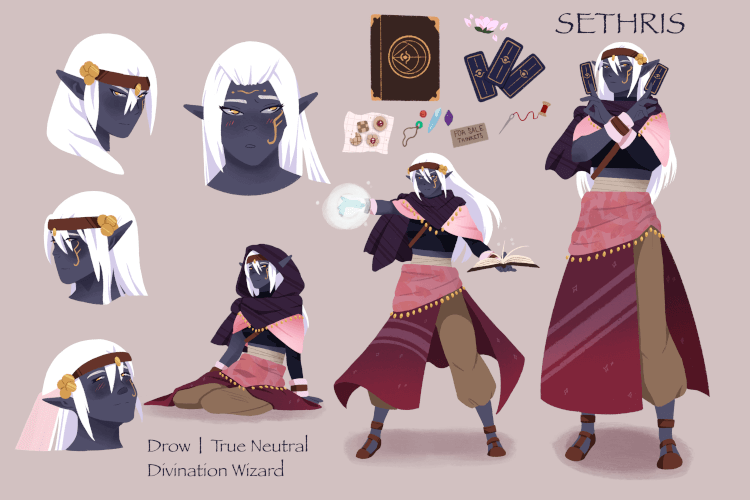 SETHRIS
FOR SALE
TRINKETS
Drow | True Neutral
Divination Wizard